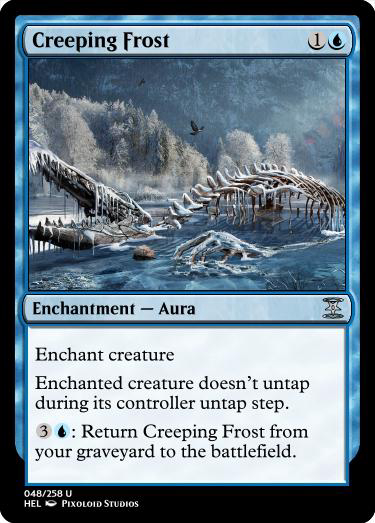 Creeping Frost 1
Enchantment — Aura
Enchant creature
Enchanted creature doesn't untap
during its controller untap step.
3 : Return Creeping Frost from
your graveyard to the battlefield.
048/258 U
HEL Pixoloid Studios